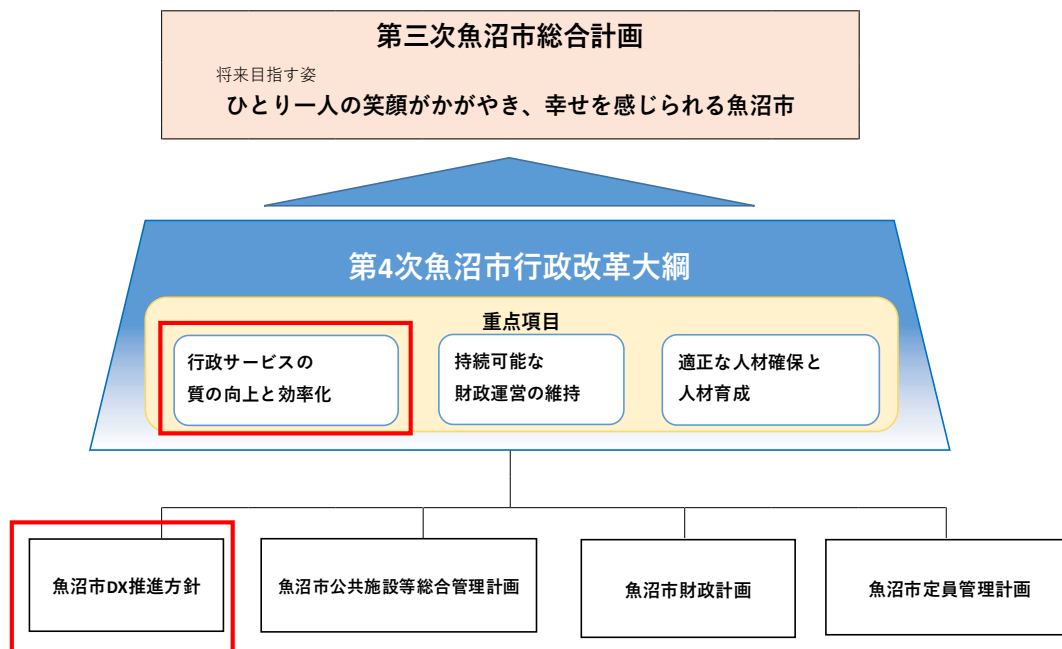 第三次魚沼市総合計画
将来目指す姿
ひとり一人の笑顔がかがやき、幸せを感じられる魚沼市
第4次魚沼市行政改革大綱
重点項目
行政サービスの
質の向上と効率化
持続可能な
財政運営の維持
適正な人材確保と
人材育成
魚沼市DX推進方針
魚沼市公共施設等総合管理計画
魚沼市財政計画
魚沼市定員管理計画